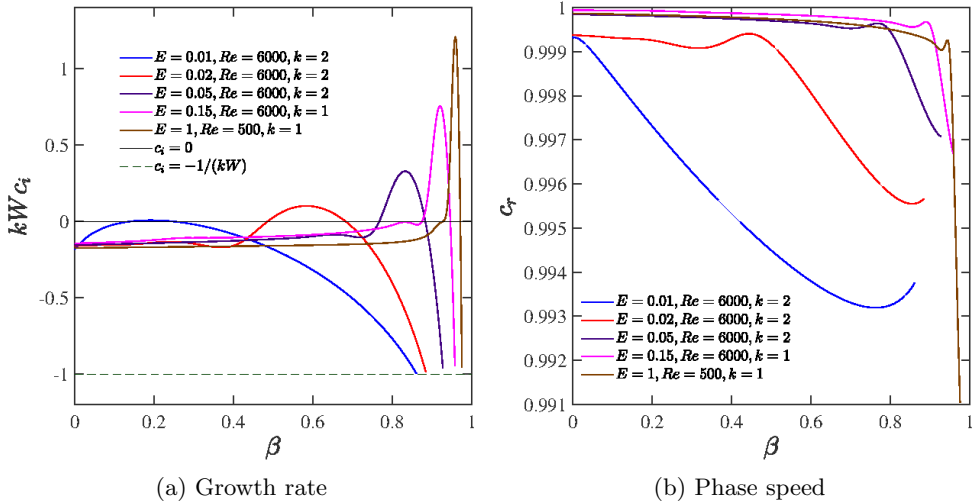 1
0.5
0
-0.5
-1
0
0.2
0.4
0.6
0.8
1
kWc_i
β
E = 0.01, Re = 6000, k = 2
E = 0.02, Re = 6000, k = 2
E = 0.05, Re = 6000, k = 2
E = 0.15, Re = 6000, k = 1
E = 1, Re = 500, k = 1
c_i = 0
c_i = −1/(kW)
(a) Growth rate
1
0.999
0.998
0.997
0.996
0.995
0.994
0.993
0.992
0.991
0
0.2
0.4
0.6
0.8
1
c_r
β
E = 0.01, Re = 6000, k = 2
E = 0.02, Re = 6000, k = 2
E = 0.05, Re = 6000, k = 2
E = 0.15, Re = 6000, k = 1
E = 1, Re = 500, k = 1
(b) Phase speed